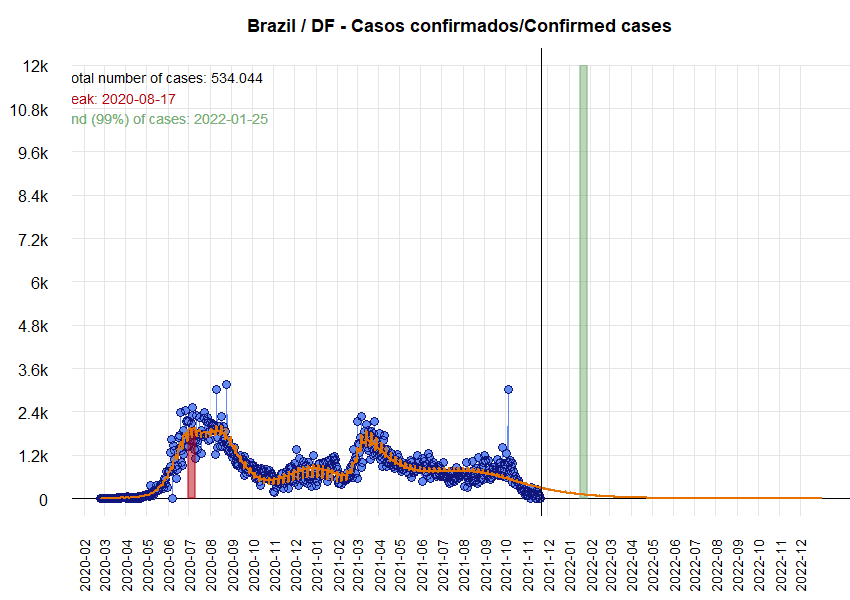 Brazil / DF - Casos confirmados/Confirmed cases
12k
otal number of cases: 534.044
eak: 2020-08-17
10.8k
nd (99%) of cases: 2022-01-25
9.6k
8.4k
7.2k
6k
4.8k
3.6k
2.4k
1.2k
0
2020-02
2020-03
2020-04
2020-05
2020-06
2020-07
2020-08
2020-09
2020-10
2020-11
2020-12
2021-01
2021-02
2021-03
2021-04
2021-05
2021-06
2021-07
2021-08
2021-09
2021-10
2021-11
2021-12
2022-01
2022-02
2022-03
2022-04
2022-05
2022-06
2022-07
2022-08
2022-09
2022-10
2022-11
2022-12